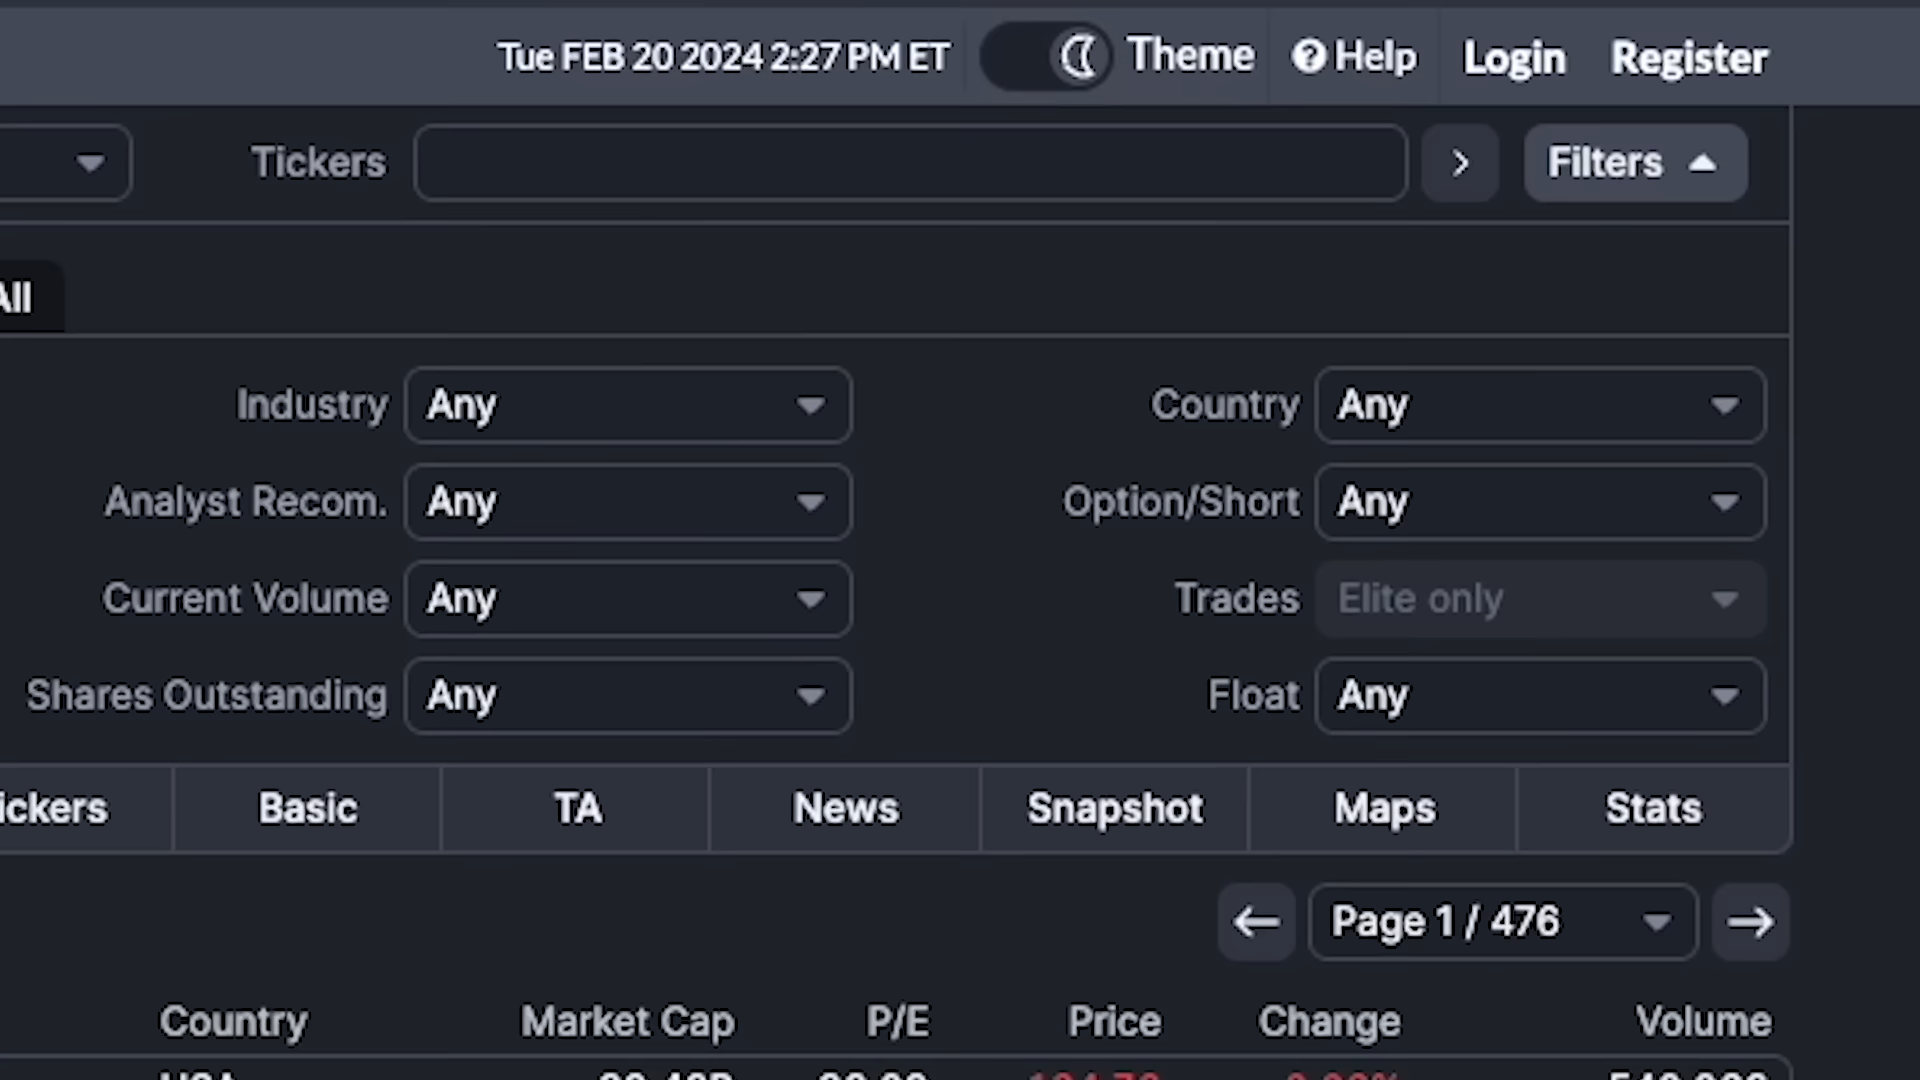 Tue FEB 20 2024 2:27 PM ET Theme Help Login Register
Tickers Filters
All
Industry Any Country Any
Analyst Recom. Any Option/Short Any
Current Volume Any Trades Elite only
Shares Outstanding Any Float Any
ickers Basic TA News Snapshot Maps Stats
Page 1 / 476
Country Market Cap P/E Price Change Volume
USA